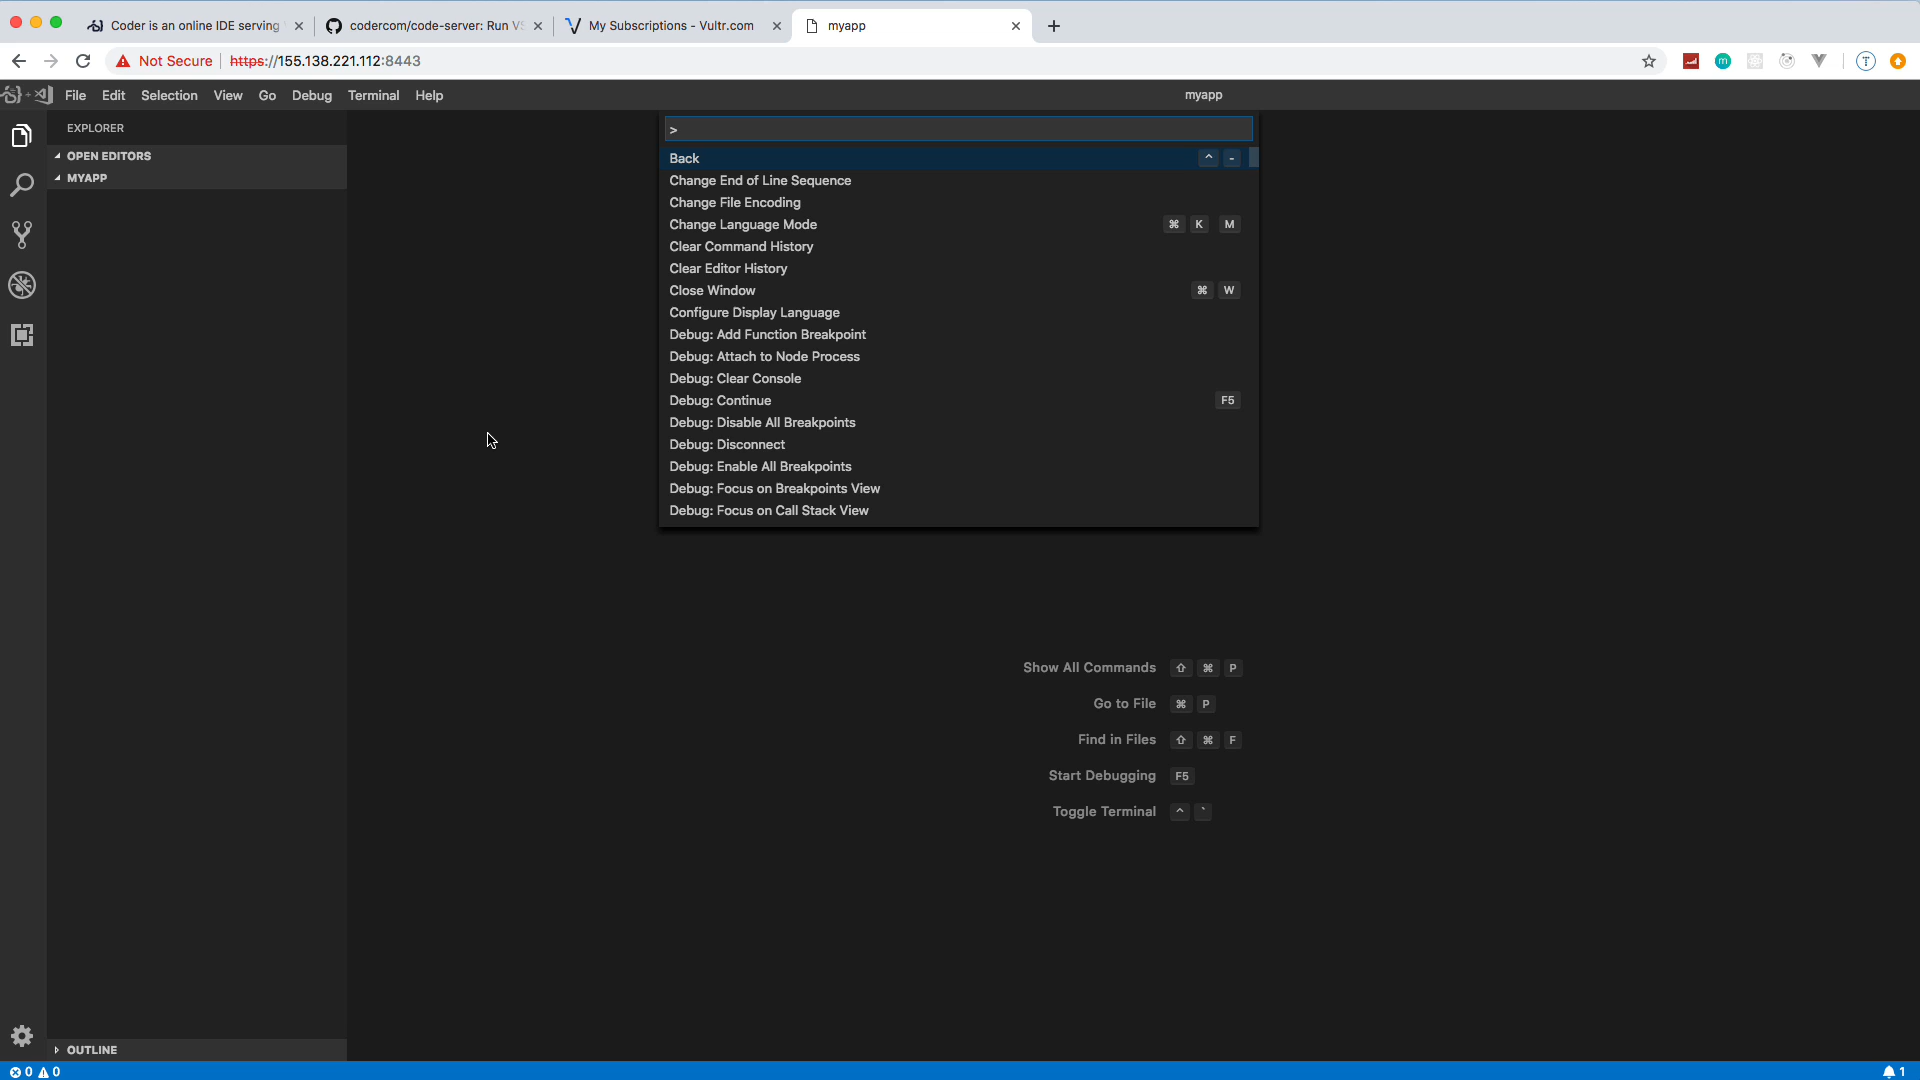 Coder is an online IDE serving
codercom/code-server: Run VS
My Subscriptions - Vultr.com
myapp
Not Secure https://155.138.221.112:8443
m
T
File Edit Selection View Go Debug Terminal Help
myapp
EXPLORER
OPEN EDITORS
MYAPP
>
Back ^ -
Change End of Line Sequence
Change File Encoding
Change Language Mode ⌘ K M
Clear Command History
Clear Editor History
Close Window ⌘ W
Configure Display Language
Debug: Add Function Breakpoint
Debug: Attach to Node Process
Debug: Clear Console
Debug: Continue F5
Debug: Disable All Breakpoints
Debug: Disconnect
Debug: Enable All Breakpoints
Debug: Focus on Breakpoints View
Debug: Focus on Call Stack View
Show All Commands ⇧ ⌘ P
Go to File ⌘ P
Find in Files ⇧ ⌘ F
Start Debugging F5
Toggle Terminal ^ `
OUTLINE
0 0
1